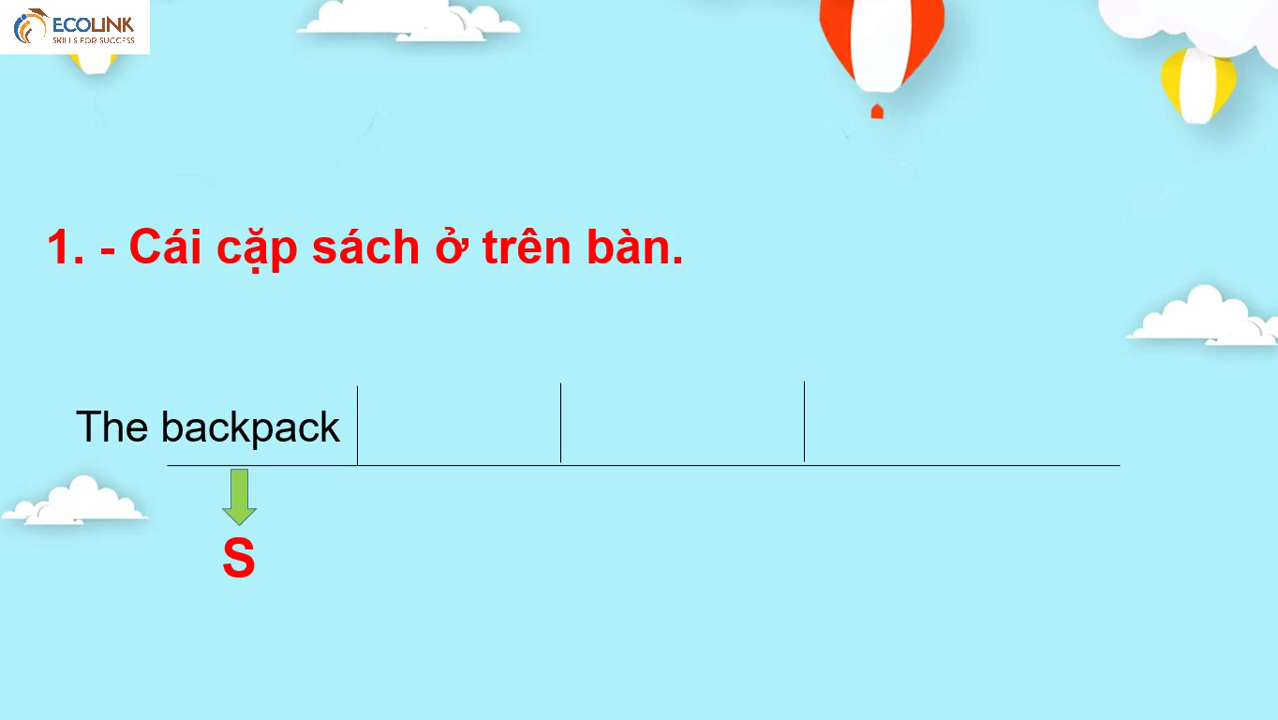 ECOLINK
SKILLS FOR SUCCESS
1. - Cái cặp sách ở trên bàn.
The backpack
S